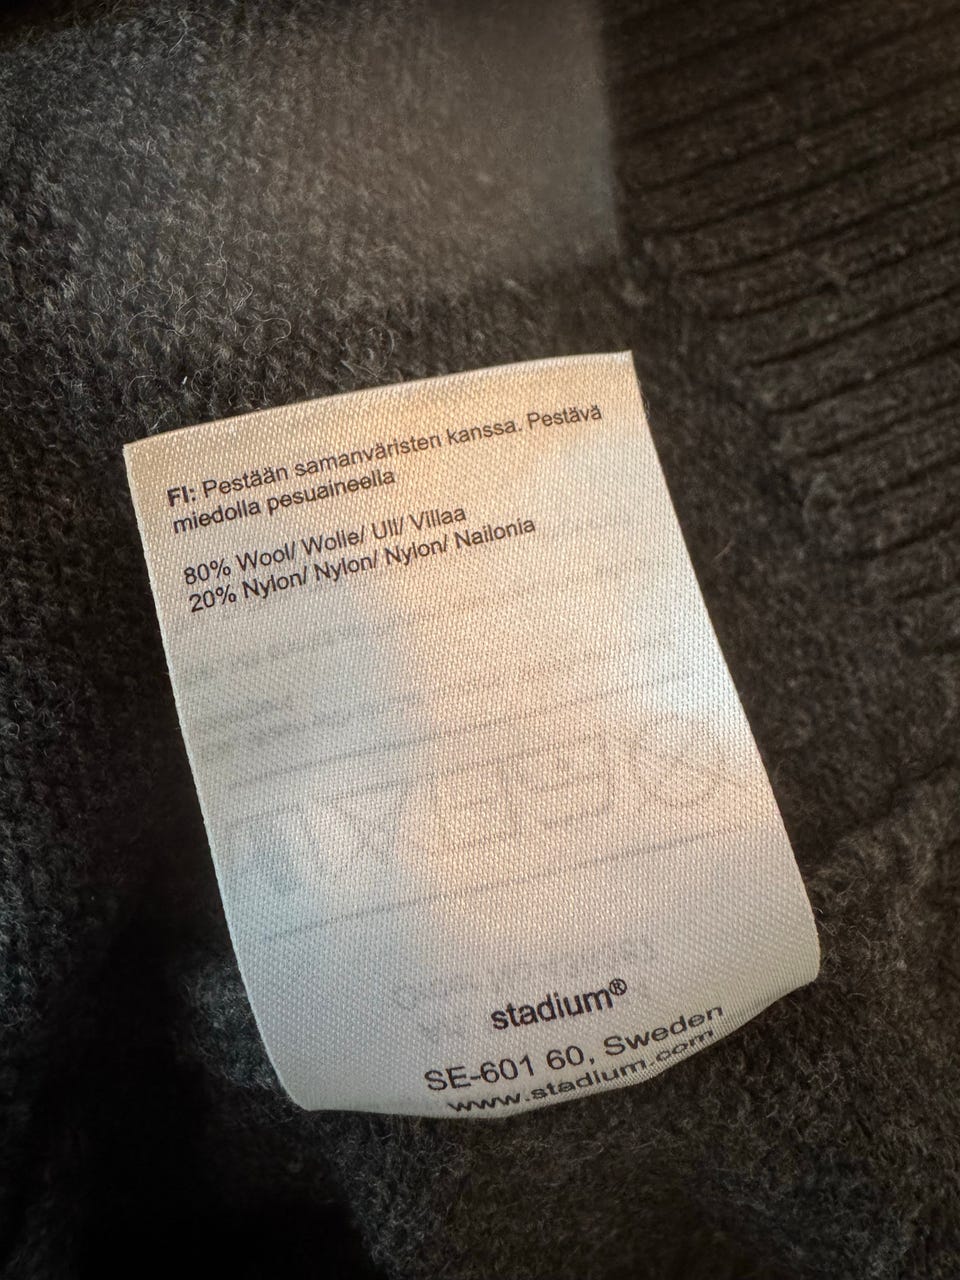 FI: Pestään samanväristen kanssa. Pestävä
miedolla pesuaineella
80% Wool/ Wolle/ Ull/ Villaa
20% Nylon/ Nylon/ Nylon/ Nailonia
stadium®
SE-601 60, Sweden
www.stadium.com